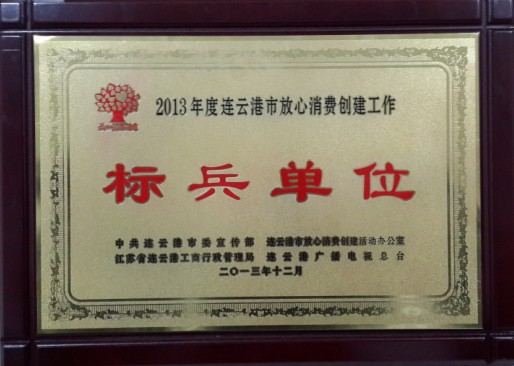 2013年度连云港市放心消费创建工作
标兵单位
中共连云港市委宣传部 连云港市放心消费创建活动办公室
江苏省连云港工商行政管理局 连云港广播电视总台
二〇一三年十二月